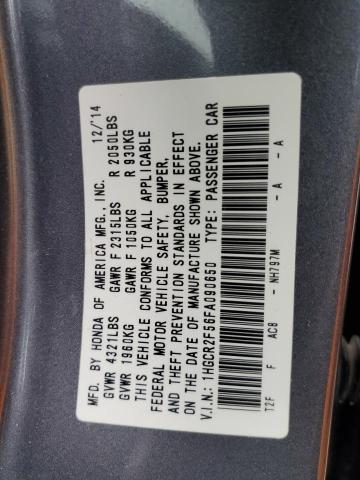 MFD. BY HONDA OF AMERICA MFG., INC. 12/'14
GVWR 4321LBS GAWR F 2315LBS R 2050LBS
GVWR 1960KG GAWR F 1050KG R 930KG
THIS VEHICLE CONFORMS TO ALL APPLICABLE
FEDERAL MOTOR VEHICLE SAFETY, BUMPER,
AND THEFT PREVENTION STANDARDS IN EFFECT
ON THE DATE OF MANUFACTURE SHOWN ABOVE.
V.I.N.: 1HGCR2F56FA090650 TYPE: PASSENGER CAR
T2F F AC8 - NH797M - A - A